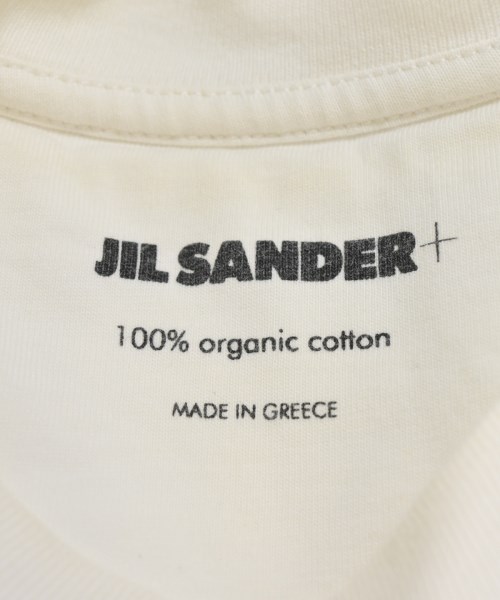 JIL SANDER+
100% organic cotton
MADE IN GREECE